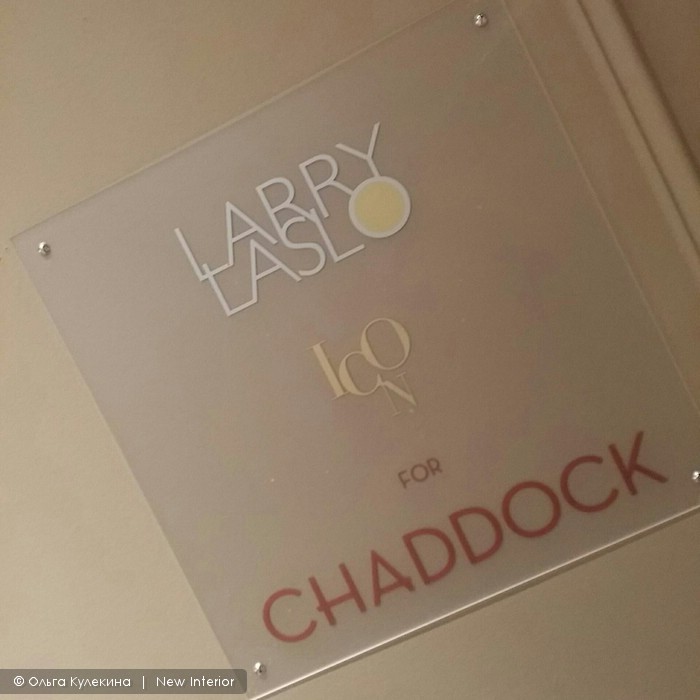 LARRY
LASLO
ICON
FOR
CHADDOCK
© Ольга Кулекина | New Interior